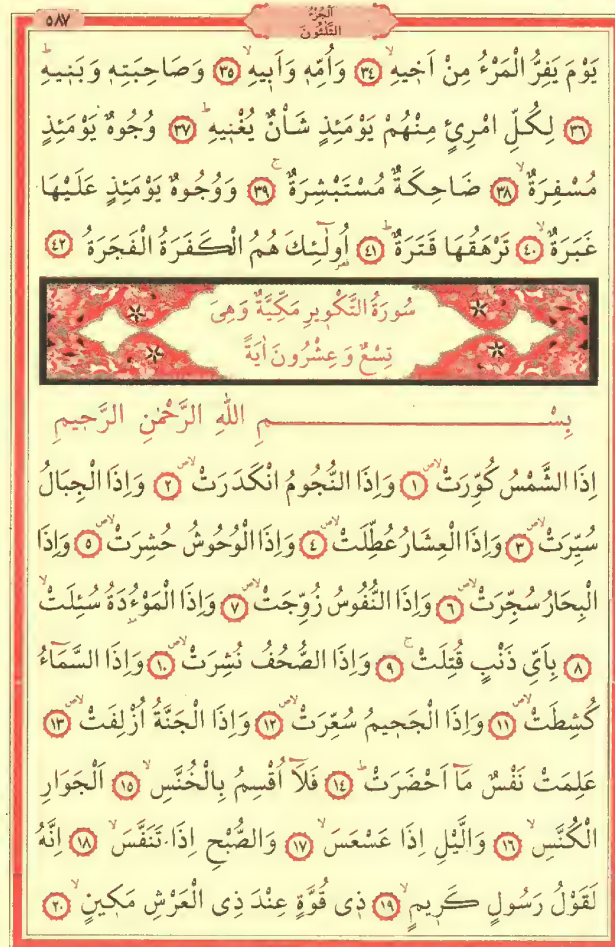 ٥٨٧
اَلْجُزْءُ
الثَّلٰثُونَ
يَوْمَ يَفِرُّ الْمَرْءُ مِنْ اَخ۪يهِۙ ﴿٣٤﴾ وَاُمِّه۪ وَاَب۪يهِۙ ﴿٣٥﴾ وَصَاحِبَتِه۪ وَبَن۪يهِۜ
﴿٣٦﴾ لِكُلِّ امْرِئٍ مِنْهُمْ يَوْمَئِذٍ شَأْنٌ يُغْن۪يهِۜ ﴿٣٧﴾ وُجُوهٌ يَوْمَئِذٍ
مُسْفِرَةٌۙ ﴿٣٨﴾ ضَاحِكَةٌ مُسْتَبْشِرَةٌۚ ﴿٣٩﴾ وَوُجُوهٌ يَوْمَئِذٍ عَلَيْهَا
غَبَرَةٌۙ ﴿٤٠﴾ تَرْهَقُهَا قَتَرَةٌۜ ﴿٤١﴾ اُو۬لٰٓئِكَ هُمُ الْكَفَرَةُ الْفَجَرَةُ ﴿٤٢﴾
سُورَةُ التَّكْو۪يرِ مَكِّيَّةٌ وَهِىَ
تِسْعٌ وَعِشْرُونَ اٰيَةً
بِسْمِ اللّٰهِ الرَّحْمٰنِ الرَّح۪يمِ
اِذَا الشَّمْسُ كُوِّرَتْۙۖ ﴿١﴾ وَاِذَا النُّجُومُ انْكَدَرَتْۙۖ ﴿٢﴾ وَاِذَا الْجِبَالُ
سُيِّرَتْۙۖ ﴿٣﴾ وَاِذَا الْعِشَارُ عُطِّلَتْۙۖ ﴿٤﴾ وَاِذَا الْوُحُوشُ حُشِرَتْۙۖ ﴿٥﴾ وَاِذَا
الْبِحَارُ سُجِّرَتْۙۖ ﴿٦﴾ وَاِذَا النُّفُوسُ زُوِّجَتْۙۖ ﴿٧﴾ وَاِذَا الْمَوْءُ۫دَةُ سُئِلَتْۙ
﴿٨﴾ بِاَيِّ ذَنْبٍ قُتِلَتْۚ ﴿٩﴾ وَاِذَا الصُّحُفُ نُشِرَتْۙۖ ﴿١٠﴾ وَاِذَا السَّمَٓاءُ
كُشِطَتْۙۖ ﴿١١﴾ وَاِذَا الْجَح۪يمُ سُعِّرَتْۙۖ ﴿١٢﴾ وَاِذَا الْجَنَّةُ اُزْلِفَتْۙۖ ﴿١٣﴾
عَلِمَتْ نَفْسٌ مَٓا اَحْضَرَتْۜ ﴿١٤﴾ فَلَٓا اُقْسِمُ بِالْخُنَّسِۙ ﴿١٥﴾ اَلْجَوَارِ
الْكُنَّسِۙ ﴿١٦﴾ وَالَّيْلِ اِذَا عَسْعَسَۙ ﴿١٧﴾ وَالصُّبْحِ اِذَا تَنَفَّسَۙ ﴿١٨﴾ اِنَّهُ
لَقَوْلُ رَسُولٍ كَر۪يمٍۙ ﴿١٩﴾ ذ۪ي قُوَّةٍ عِنْدَ ذِي الْعَرْشِ مَك۪ينٍۙ ﴿٢٠﴾